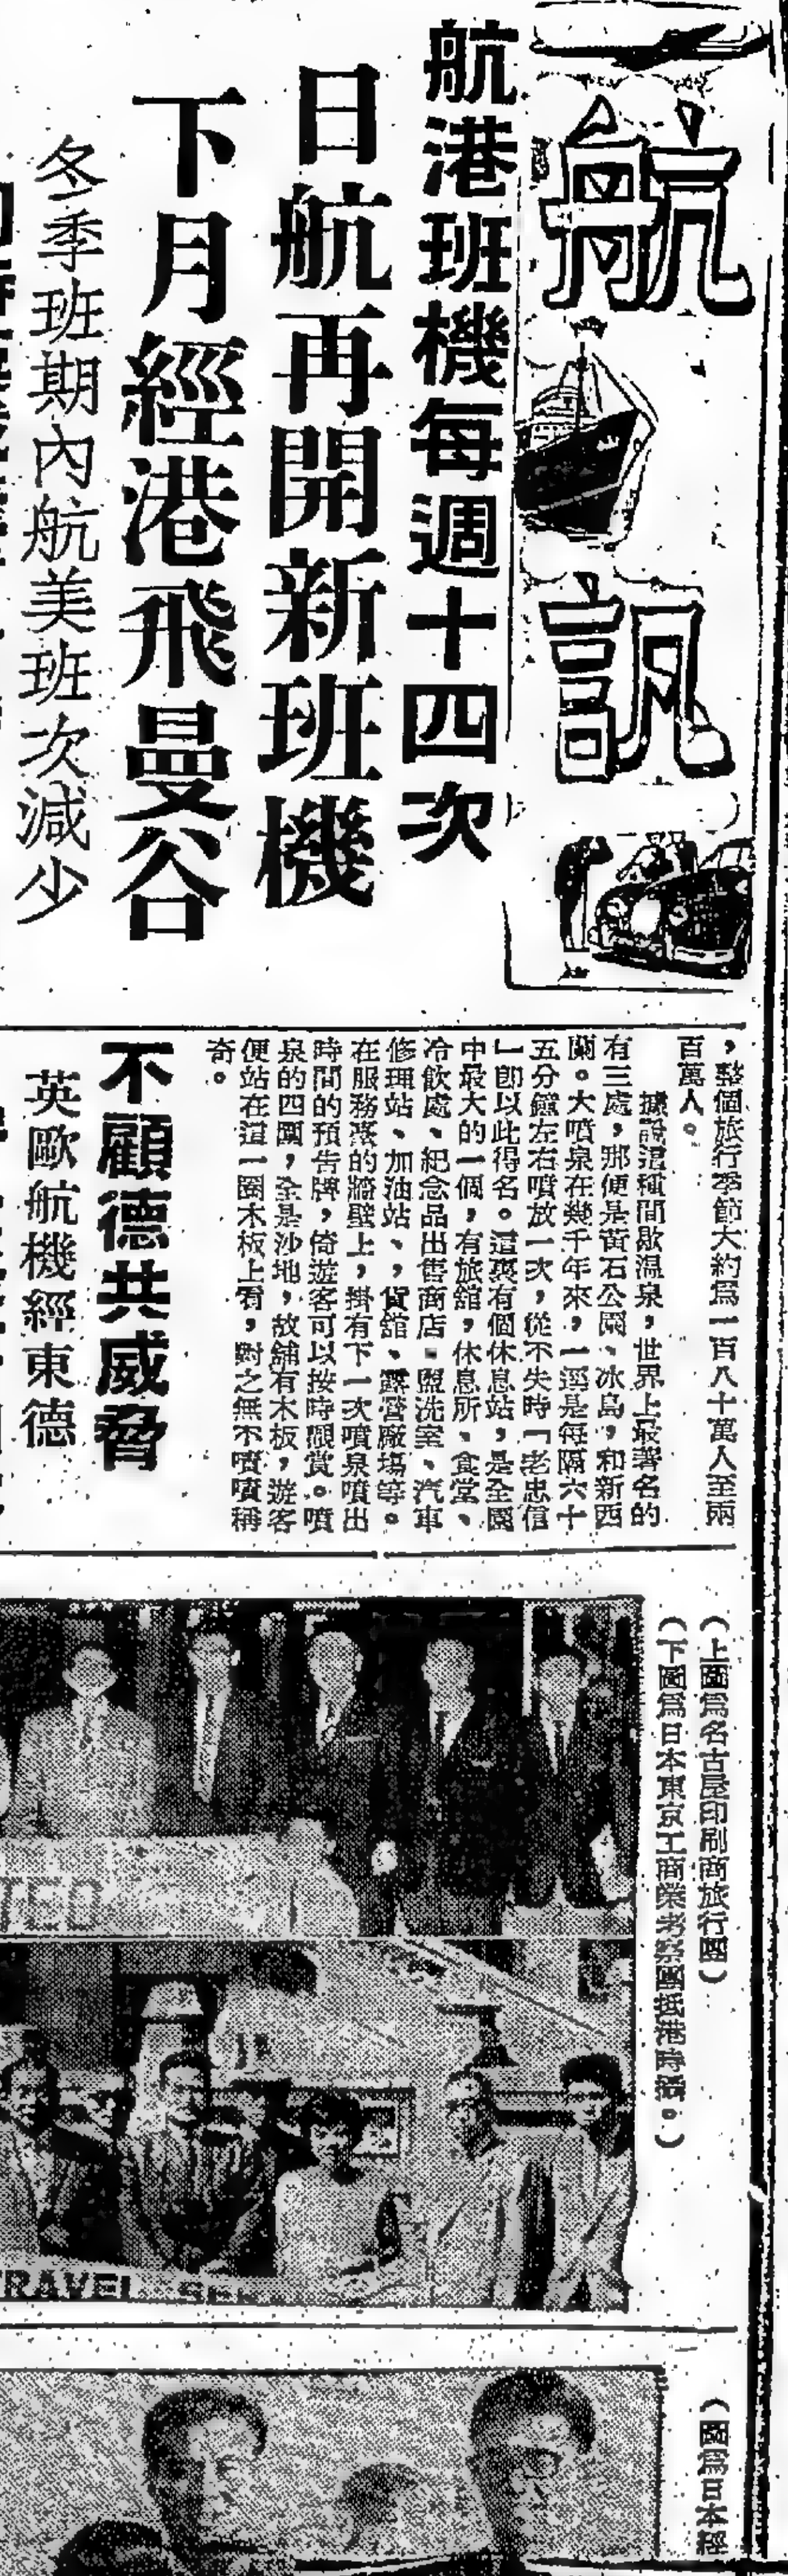 航訊
航港班機每週十四次
日航再開新班機
下月經港飛曼谷
冬季班期內航美班次減少
，整個旅行季節大約爲一百八十萬人至兩
百萬人。
據說這種間歇温泉，世界上最著名的
有三處，那便是黃石公園、冰島，和新西
蘭。大噴泉在幾千年來，一逕是每隔六十
五分鐘左右噴放一次，從不失時「老忠信
」卽以此得名。這裏有個休息站，是全園
中最大的一個，有旅館，休息所、食堂、
冷飲處、紀念品出售商店、盥洗室、汽車
修理站、加油站、，貨舘、露營廠塲等。
在服務處的牆壁上，掛有下一次噴泉噴出
時間的預告牌，倚遊客可以按時觀賞。噴
泉的四圍，全是沙地，故舖有木板，遊客
便站在這一圈木板上看，對之無不嘖嘖稱
奇。
不顧德共威脅
英歐航機經東德
（上圖爲名古屋印刷商旅行團）
（下圖爲日本東京工商業考察團抵港時攝。）
TED
TRAVEL SE
（圖爲日本經